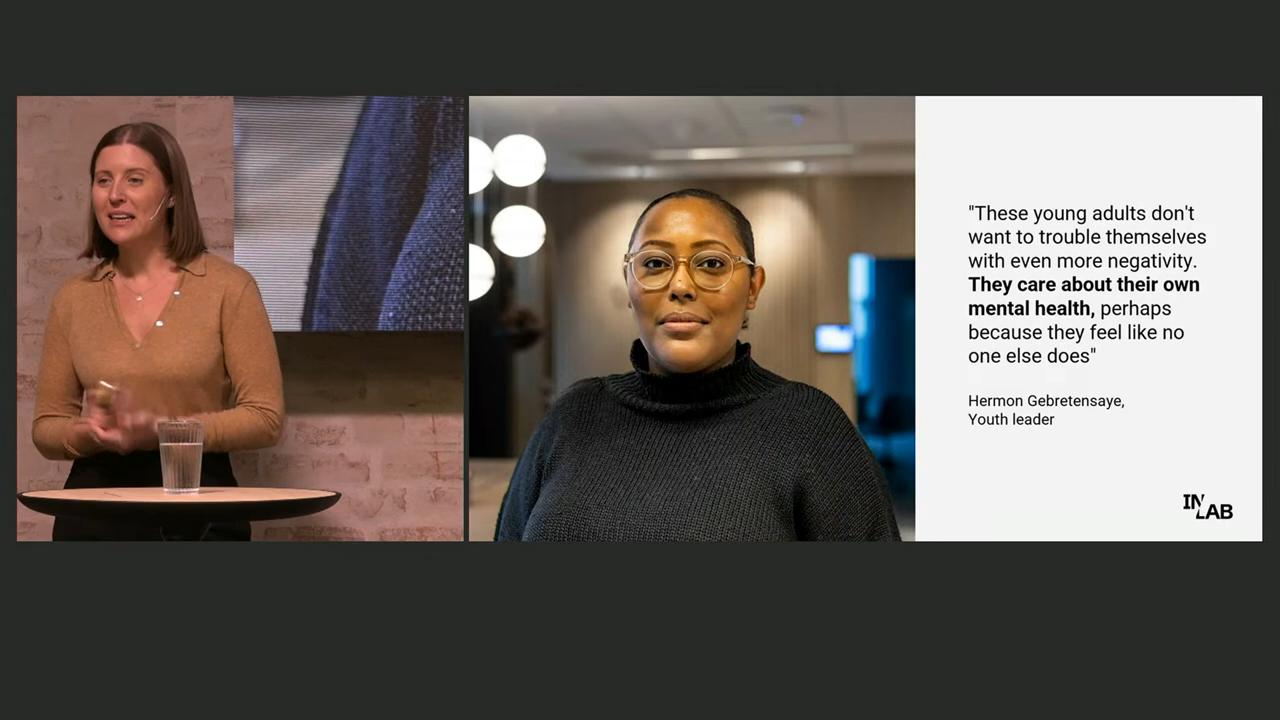 "These young adults don't
want to trouble themselves
with even more negativity.
They care about their own
mental health, perhaps
because they feel like no
one else does"
Hermon Gebretensaye,
Youth leader
IN
LAB